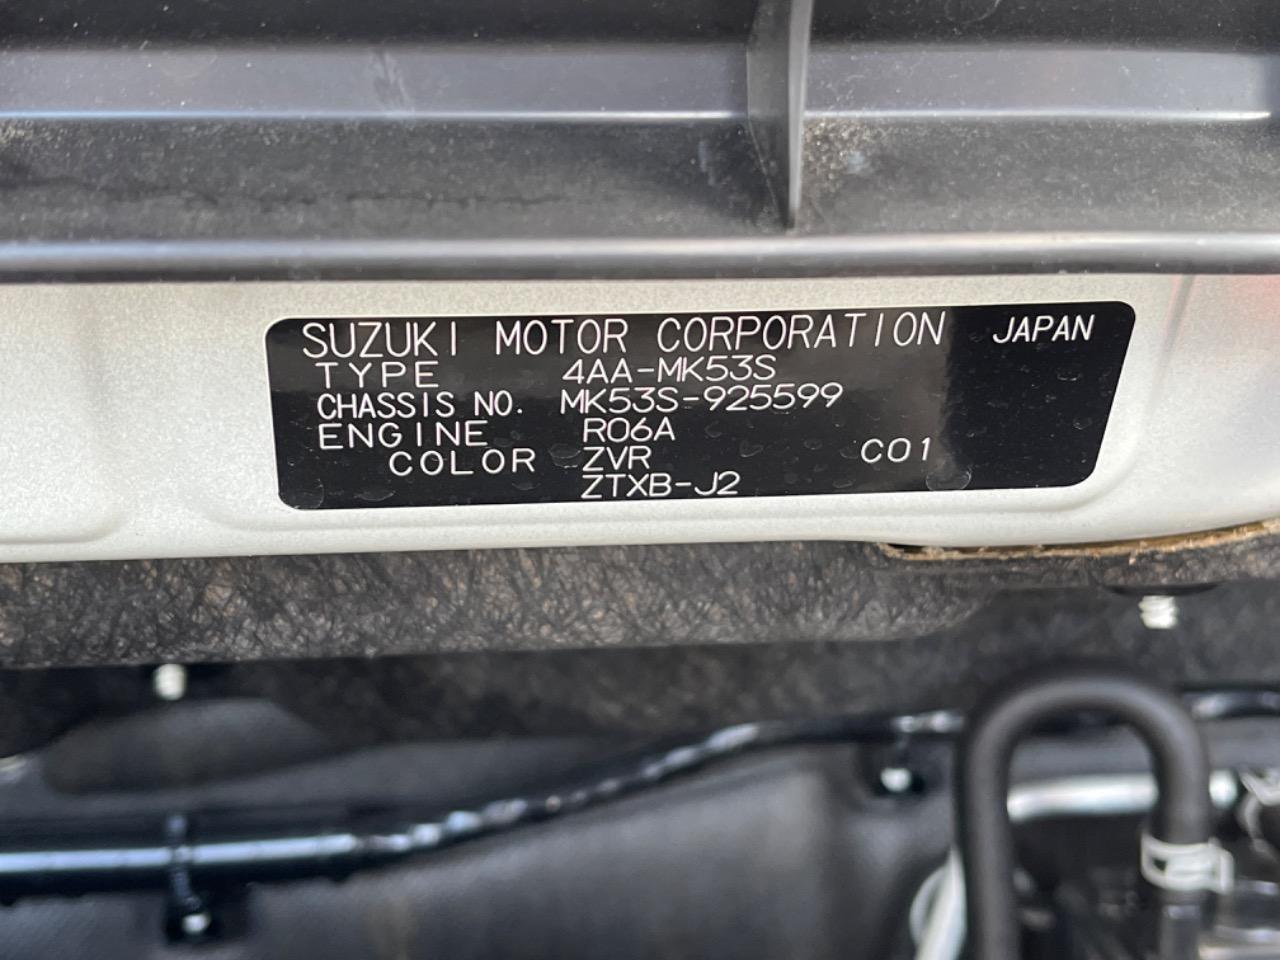 SUZUKI MOTOR CORPORATION JAPAN
TYPE 4AA-MK53S
CHASSIS NO. MK53S-925599
ENGINE R06A
COLOR ZVR C01
ZTXB-J2